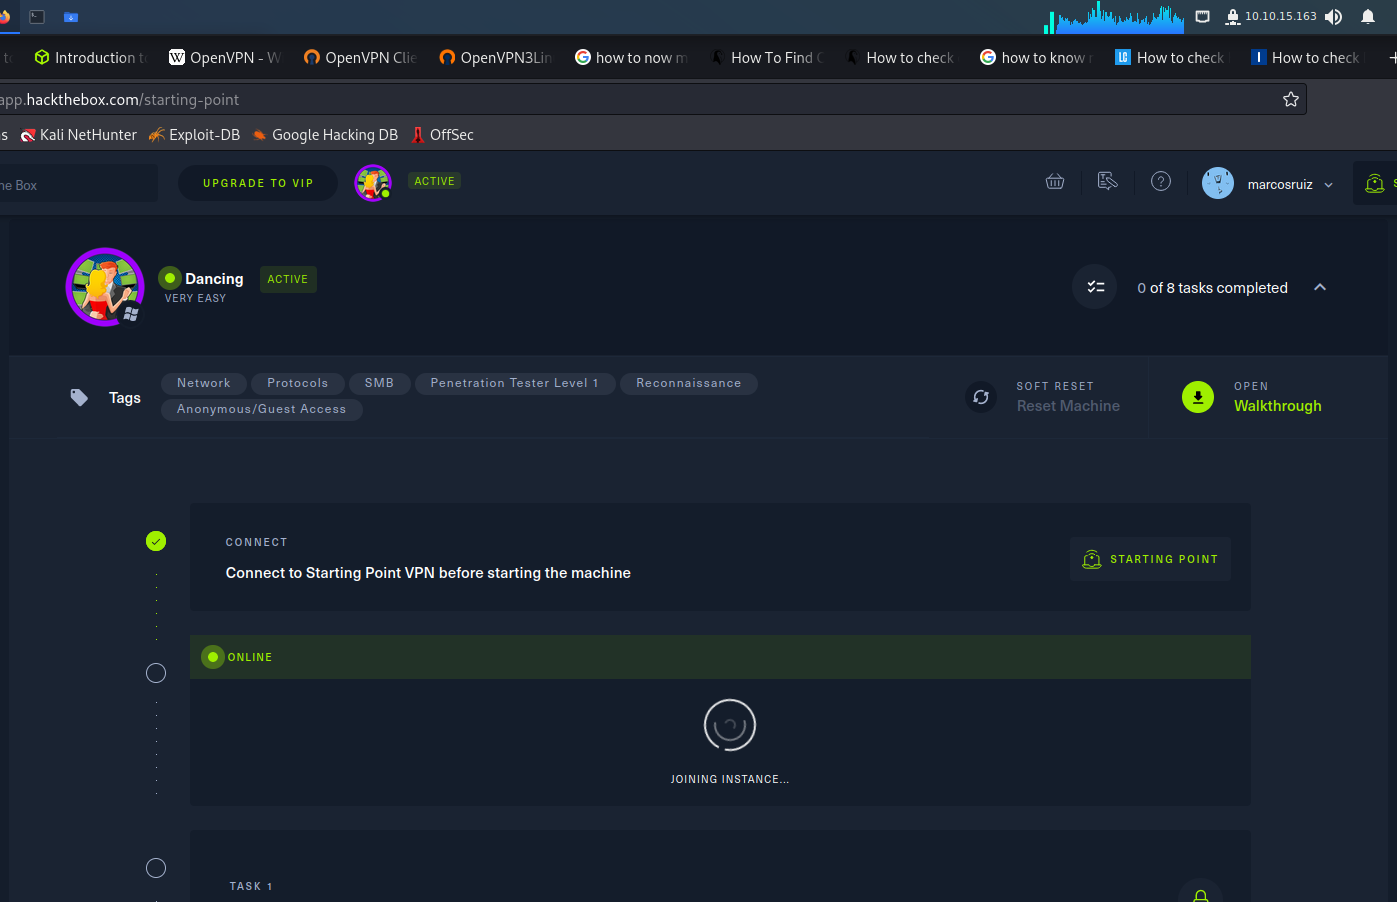 10.10.15.163
Introduction to
OpenVPN - W
OpenVPN Clie
OpenVPN3Lin
how to now m
How To Find
How to check
how to know
How to check
How to check
app.hackthebox.com/starting-point
s Kali NetHunter Exploit-DB Google Hacking DB OffSec
he Box
UPGRADE TO VIP
ACTIVE
?
marcosruiz
S
Dancing
ACTIVE
VERY EASY
0 of 8 tasks completed
Tags
Network Protocols SMB Penetration Tester Level 1 Reconnaissance
Anonymous/Guest Access
SOFT RESET
Reset Machine
OPEN
Walkthrough
CONNECT
Connect to Starting Point VPN before starting the machine
STARTING POINT
ONLINE
JOINING INSTANCE...
TASK 1